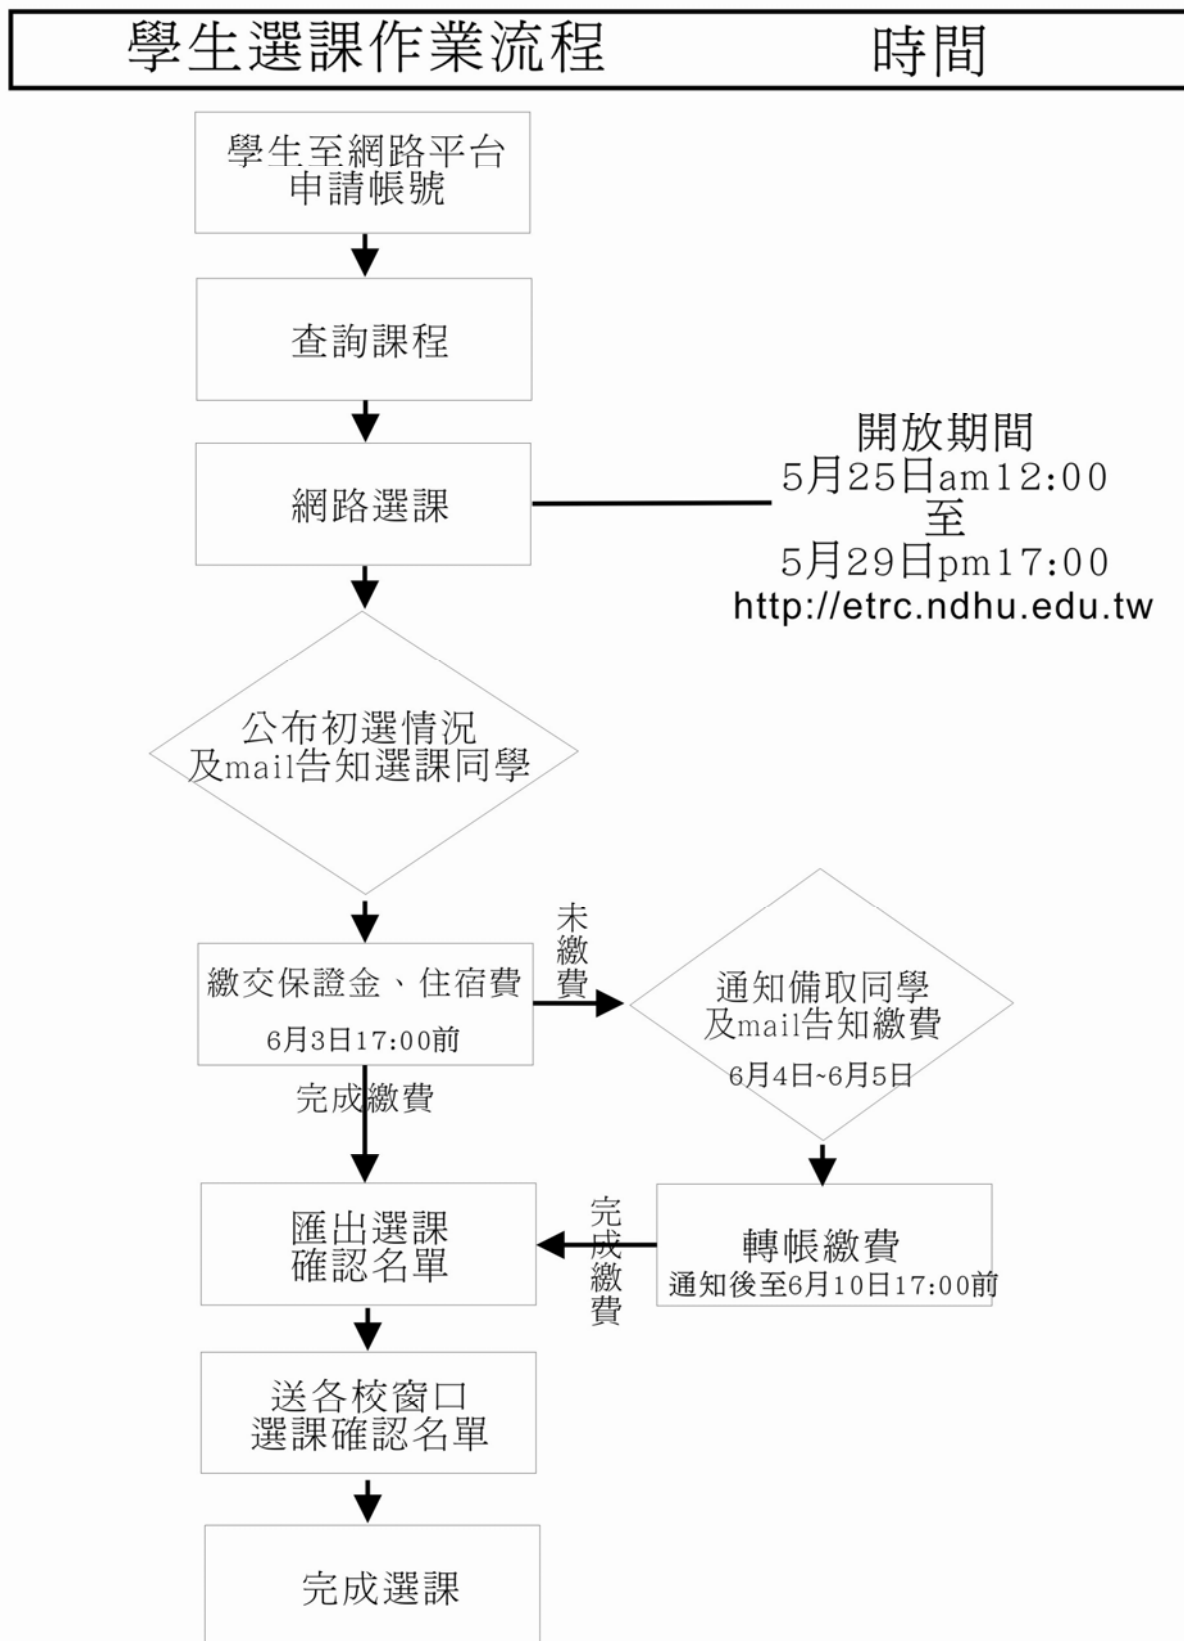 學生選課作業流程 時間
學生至網路平台
申請帳號
查詢課程
網路選課
開放期間
5月25日am12:00
至
5月29日pm17:00
http://etrc.ndhu.edu.tw
公布初選情況
及mail告知選課同學
繳交保證金、住宿費
6月3日17:00前
未繳費
通知備取同學
及mail告知繳費
6月4日~6月5日
完成繳費
匯出選課
確認名單
完成繳費
轉帳繳費
通知後至6月10日17:00前
送各校窗口
選課確認名單
完成選課